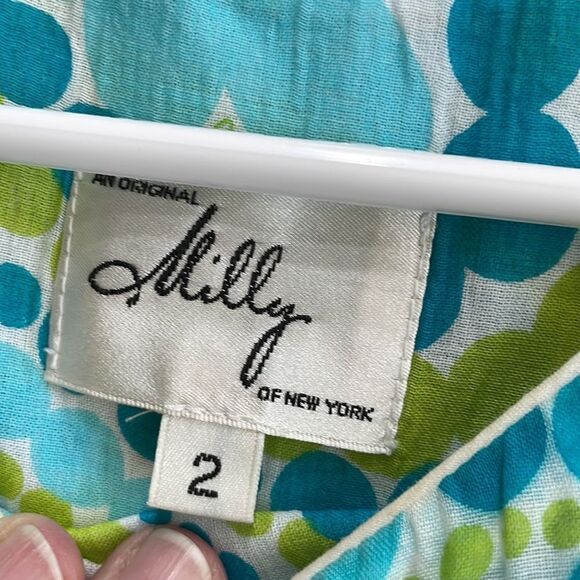 AN ORIGINAL
Milly
OF NEW YORK
2